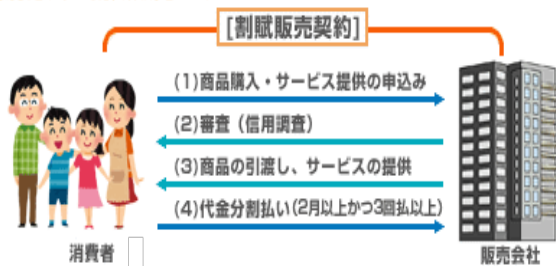 [割賦販売契約]
(1)商品購入・サービス提供の申込み
(2)審査(信用調査)
(3)商品の引渡し、サービスの提供
(4)代金分割払い(2月以上かつ3回払以上)
消費者
販売会社